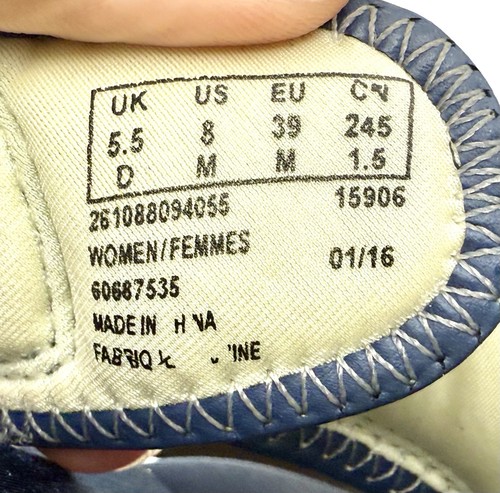 UK US EU CN
5.5 8 39 245
D M M 1.5
261088094055 15906
WOMEN/FEMMES
01/16
60687535
MADE IN